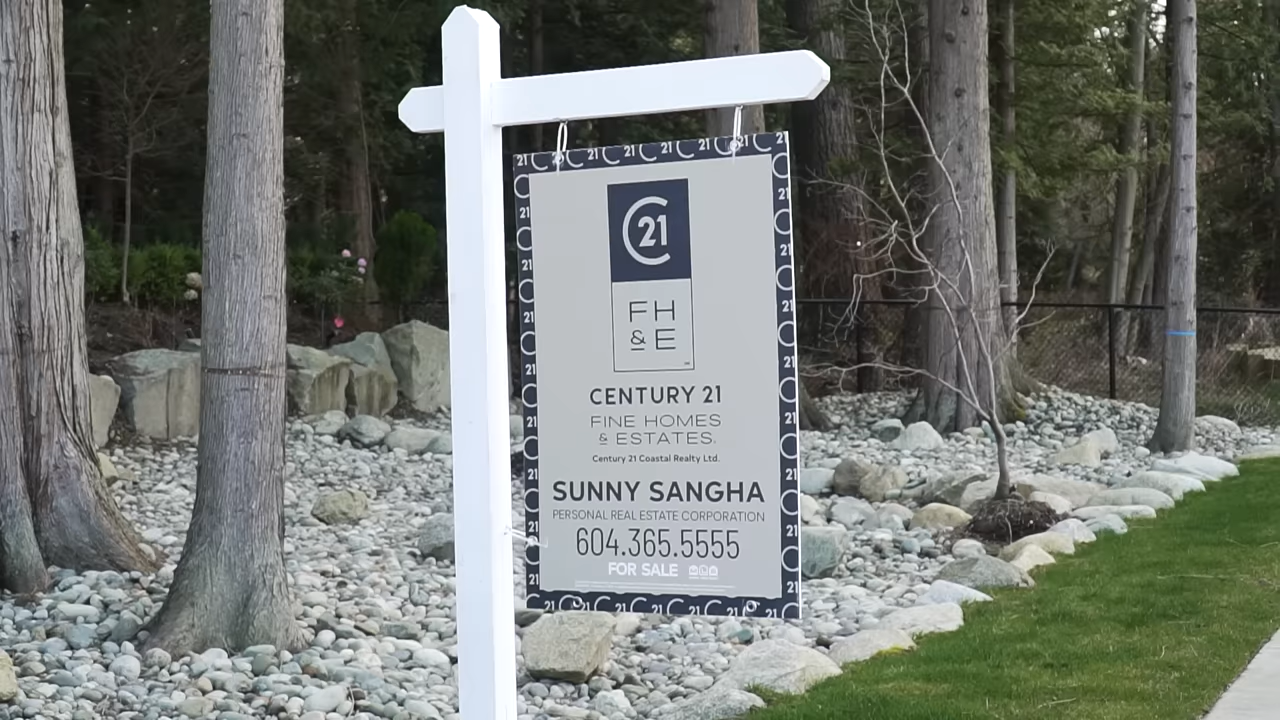 C21
FH
& E
CENTURY 21
FINE HOMES
& ESTATES.
Century 21 Coastal Realty Ltd.
SUNNY SANGHA
PERSONAL REAL ESTATE CORPORATION
604.365.5555
FOR SALE